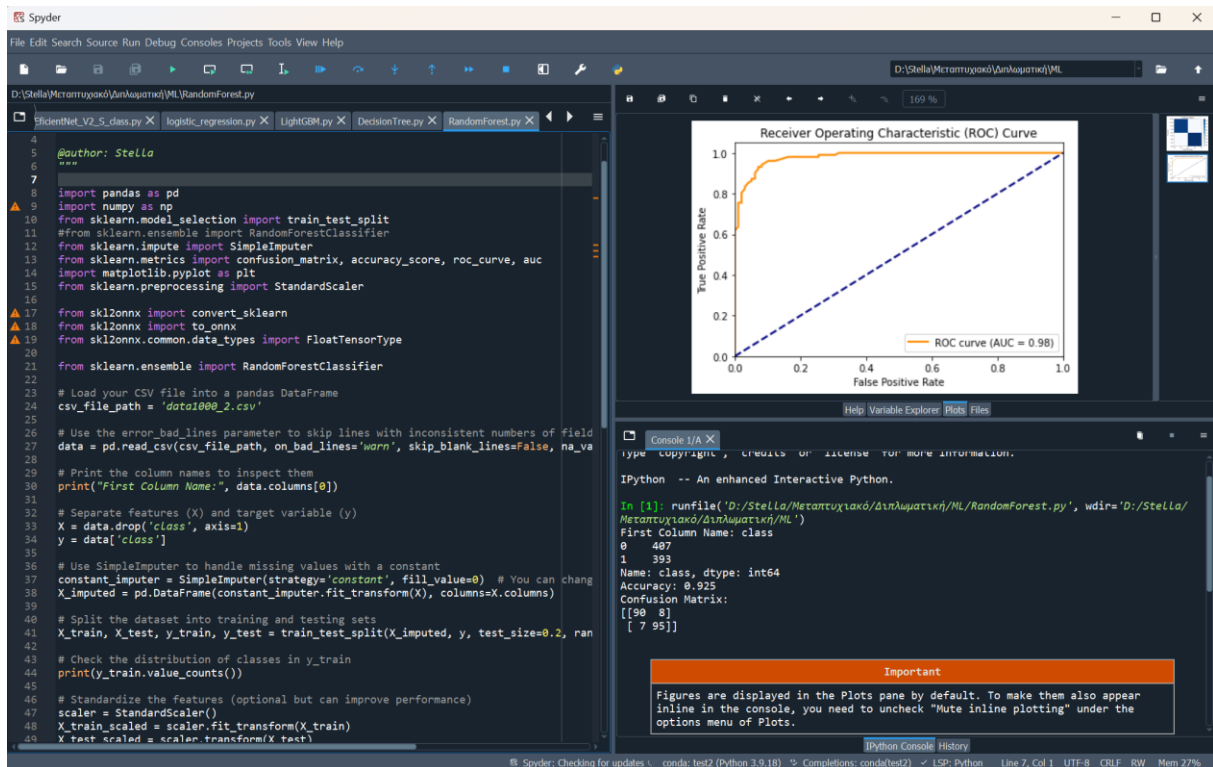 Spyder
File Edit Search Source Run Debug Consoles Projects Tools View Help
D:\Stella\Μεταπτυχιακό\Διπλωματική\ML
D:\Stella\Μεταπτυχιακό\Διπλωματική\ML\RandomForest.py
EfficientNet_V2_S_class.py logistic_regression.py LightGBM.py DecisionTree.py RandomForest.py
4
5 @author: Stella
6 """
7
8 import pandas as pd
9 import numpy as np
10 from sklearn.model_selection import train_test_split
11 #from sklearn.ensemble import RandomForestClassifier
12 from sklearn.impute import SimpleImputer
13 from sklearn.metrics import confusion_matrix, accuracy_score, roc_curve, auc
14 import matplotlib.pyplot as plt
15 from sklearn.preprocessing import StandardScaler
16
17 from skl2onnx import convert_sklearn
18 from skl2onnx import to_onnx
19 from skl2onnx.common.data_types import FloatTensorType
20
21 from sklearn.ensemble import RandomForestClassifier
22
23 # Load your CSV file into a pandas DataFrame
24 csv_file_path = 'data1000_2.csv'
25
26 # Use the error_bad_lines parameter to skip lines with inconsistent numbers of field
27 data = pd.read_csv(csv_file_path, on_bad_lines='warn', skip_blank_lines=False, na_va
28
29 # Print the column names to inspect them
30 print("First Column Name:", data.columns[0])
31
32 # Separate features (X) and target variable (y)
33 X = data.drop('class', axis=1)
34 y = data['class']
35
36 # Use SimpleImputer to handle missing values with a constant
37 constant_imputer = SimpleImputer(strategy='constant', fill_value=0) # You can chang
38 X_imputed = pd.DataFrame(constant_imputer.fit_transform(X), columns=X.columns)
39
40 # Split the dataset into training and testing sets
41 X_train, X_test, y_train, y_test = train_test_split(X_imputed, y, test_size=0.2, ran
42
43 # Check the distribution of classes in y_train
44 print(y_train.value_counts())
45
46 # Standardize the features (optional but can improve performance)
47 scaler = StandardScaler()
48 X_train_scaled = scaler.fit_transform(X_train)
49 X_test_scaled = scaler.transform(X_test)
169 %
Receiver Operating Characteristic (ROC) Curve
True Positive Rate
1.0
0.8
0.6
0.4
0.2
0.0
ROC curve (AUC = 0.98)
0.0 0.2 0.4 0.6 0.8 1.0
False Positive Rate
Help Variable Explorer Plots Files
Console 1/A
Type "copyright", "credits" or "license" for more information.
IPython -- An enhanced Interactive Python.
In [1]: runfile('D:/Stella/Μεταπτυχιακό/Διπλωματική/ML/RandomForest.py', wdir='D:/Stella/
Μεταπτυχιακό/Διπλωματική/ML')
First Column Name: class
0 407
1 393
Name: class, dtype: int64
Accuracy: 0.925
Confusion Matrix:
[[90 8]
[ 7 95]]
Important
Figures are displayed in the Plots pane by default. To make them also appear
inline in the console, you need to uncheck "Mute inline plotting" under the
options menu of Plots.
IPython Console History
Spyder: Checking for updates conda: test2 (Python 3.9.18) Completions: conda(test2) LSP: Python Line 7, Col 1 UTF-8 CRLF RW Mem 27%